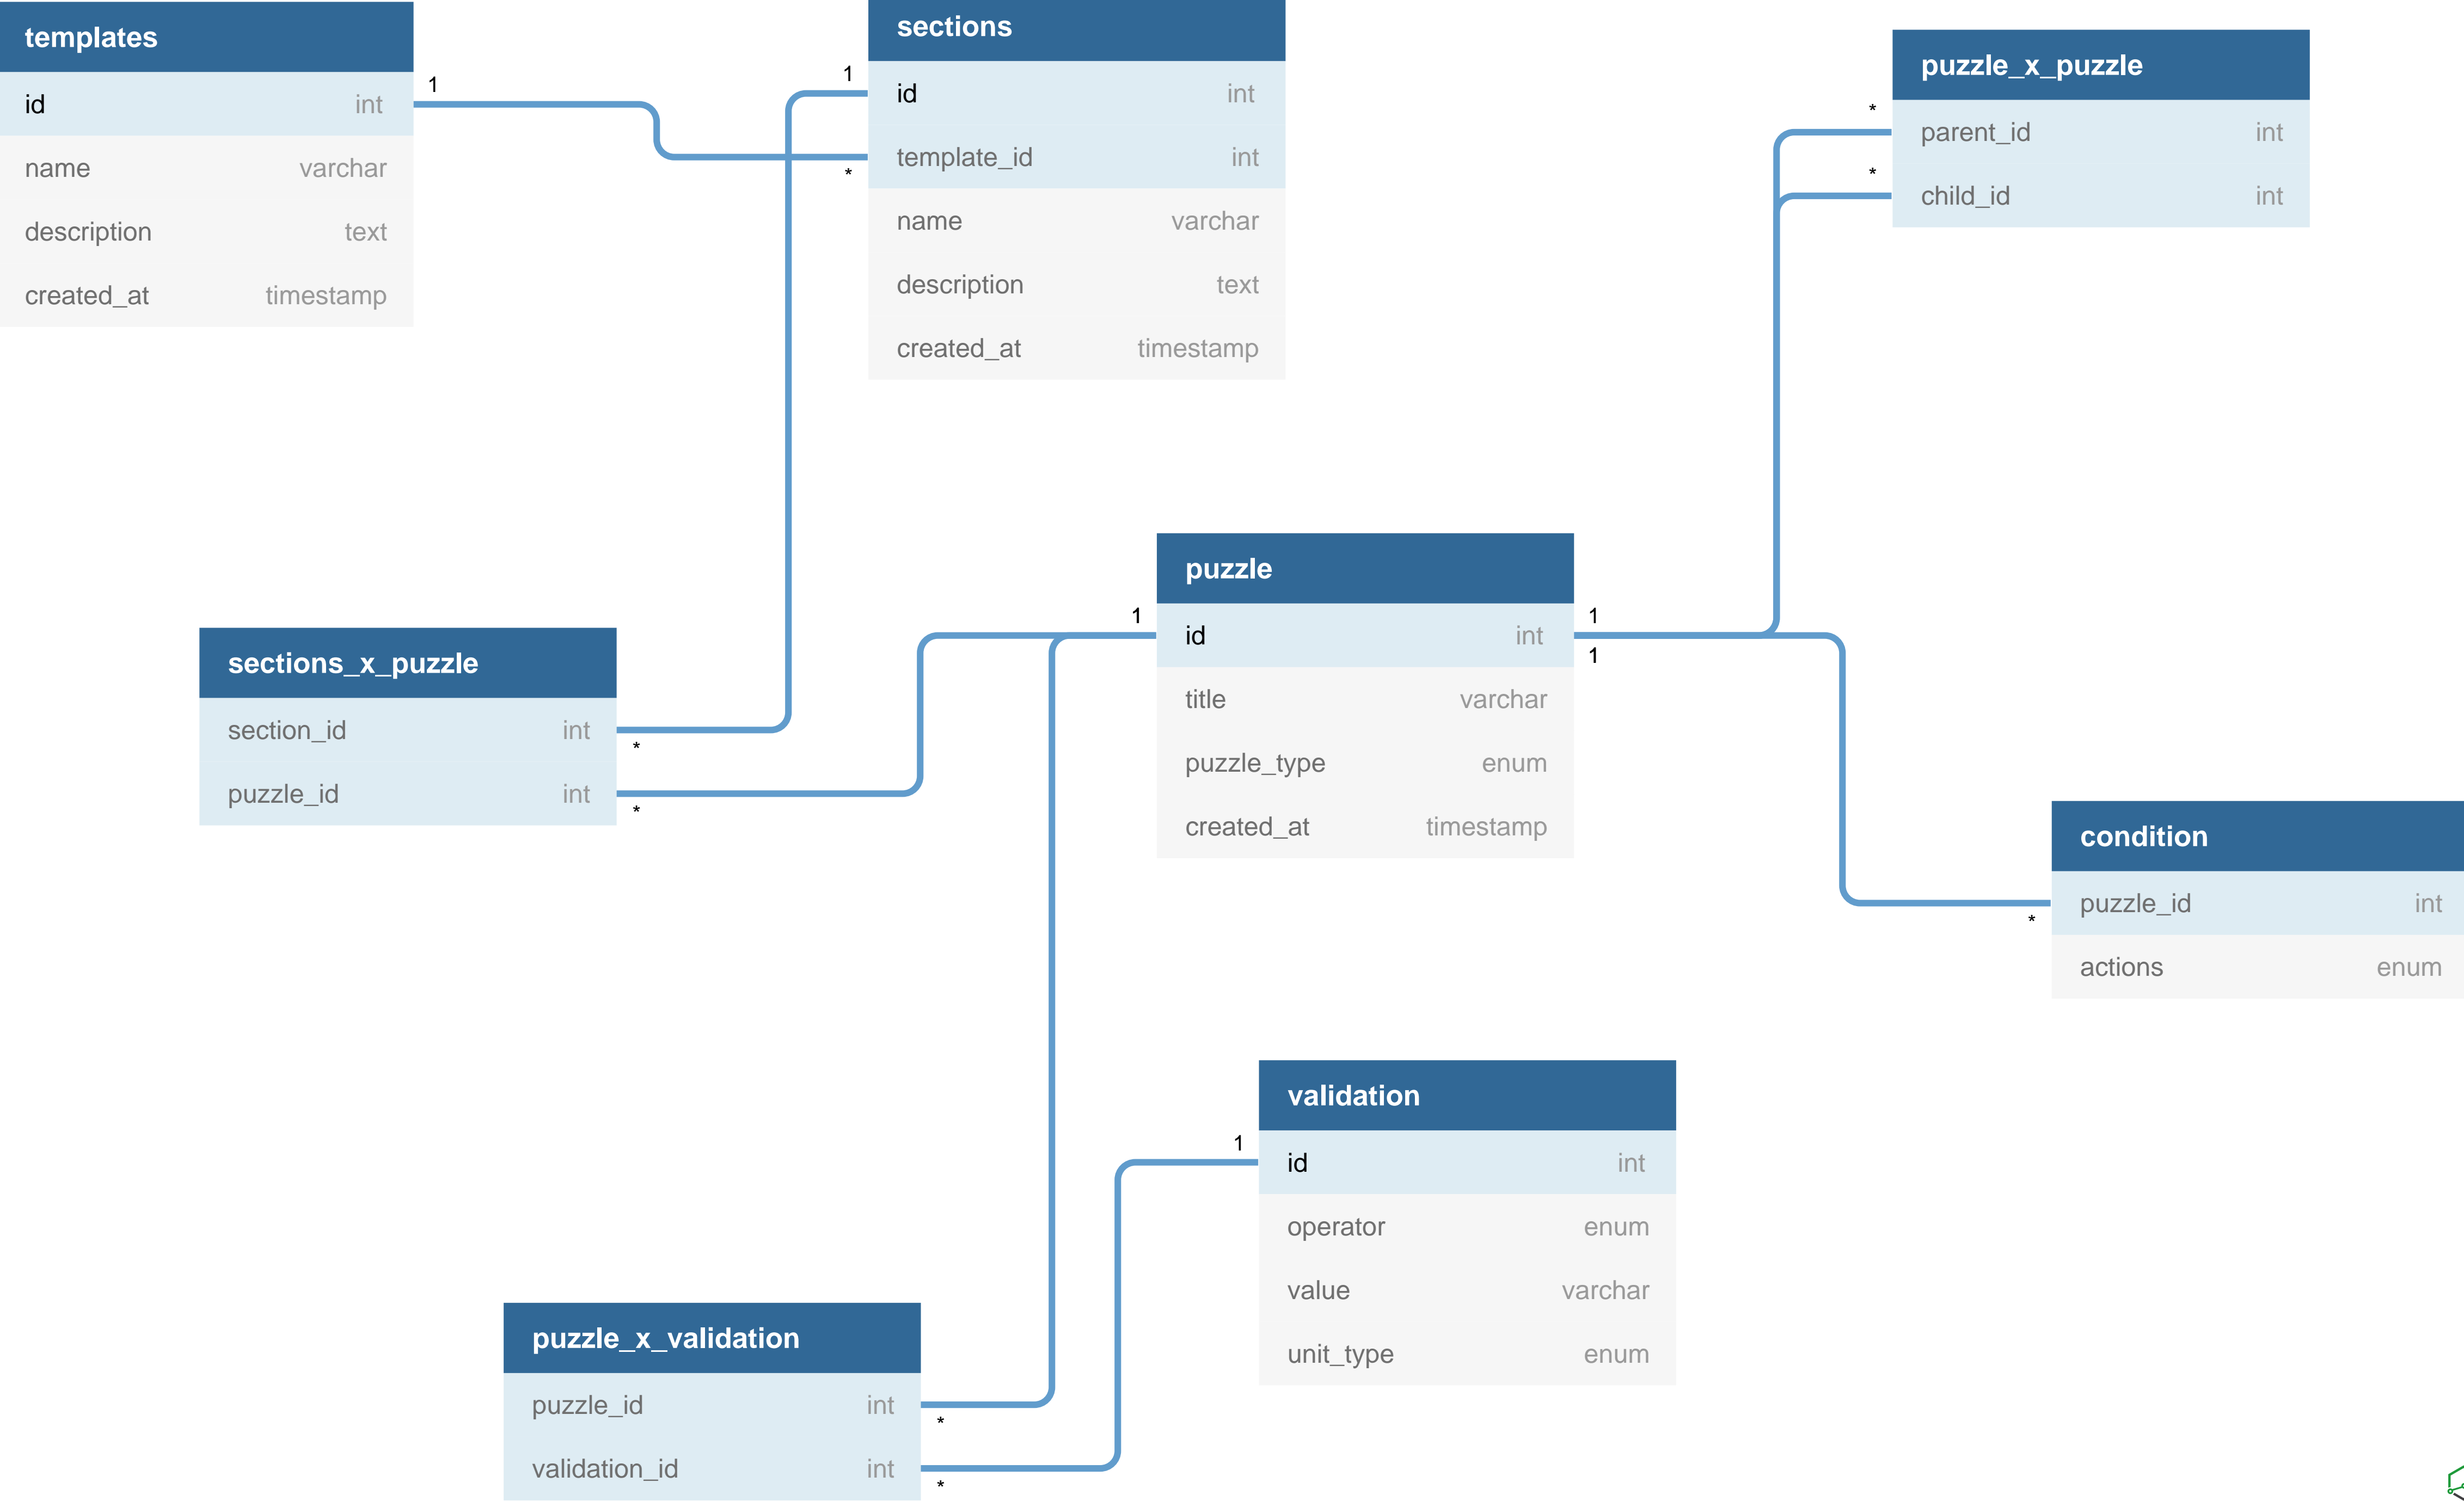 templates
1
id int
name varchar
description text
created_at timestamp
sections
1
id int
template_id int
*
name varchar
description text
created_at timestamp
puzzle_x_puzzle
*
parent_id int
*
child_id int
puzzle
1
1
id int
1
title varchar
puzzle_type enum
created_at timestamp
sections_x_puzzle
section_id int
*
puzzle_id int
*
condition
puzzle_id int
*
actions enum
validation
1
id int
operator enum
value varchar
unit_type enum
puzzle_x_validation
puzzle_id int
*
validation_id int
*